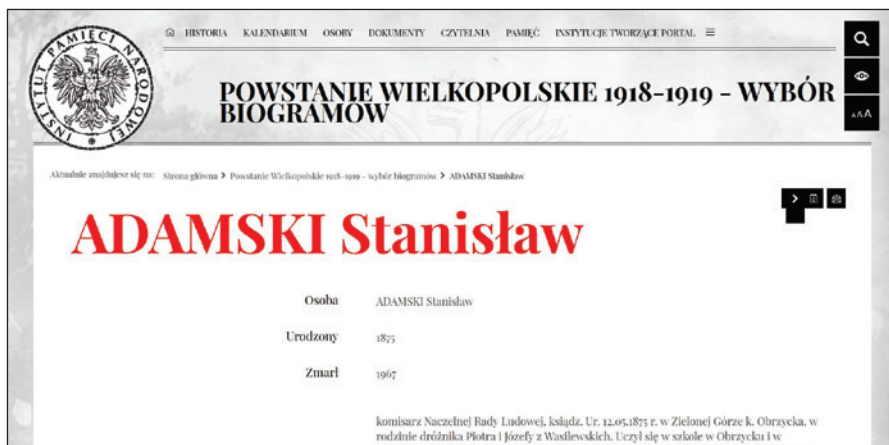 INSTYTUT PAMIĘCI NARODOWEJ
HISTORIA KALENDARIUM OSOBY DOKUMENTY CZYTELNIA PAMIĘĆ INSTYTUCJE TWORZĄCE PORTAL
POWSTANIE WIELKOPOLSKIE 1918-1919 - WYBÓR
BIOGRAMÓW
AAA
Aktualnie znajdujesz się na: Strona główna > Powstanie Wielkopolskie 1918-1919 - wybór biogramów > ADAMSKI Stanisław
ADAMSKI Stanisław
Osoba ADAMSKI Stanisław
Urodzony 1875
Zmarł 1967
komisarz Naczelnej Rady Ludowej, ksiądz. Ur. 12.05.1875 r. w Zielonej Górze k. Obrzycka, w
rodzinie dróżnika Piotra i Józefy z Wasilewskich. Uczył się w szkole w Obrzycku i w